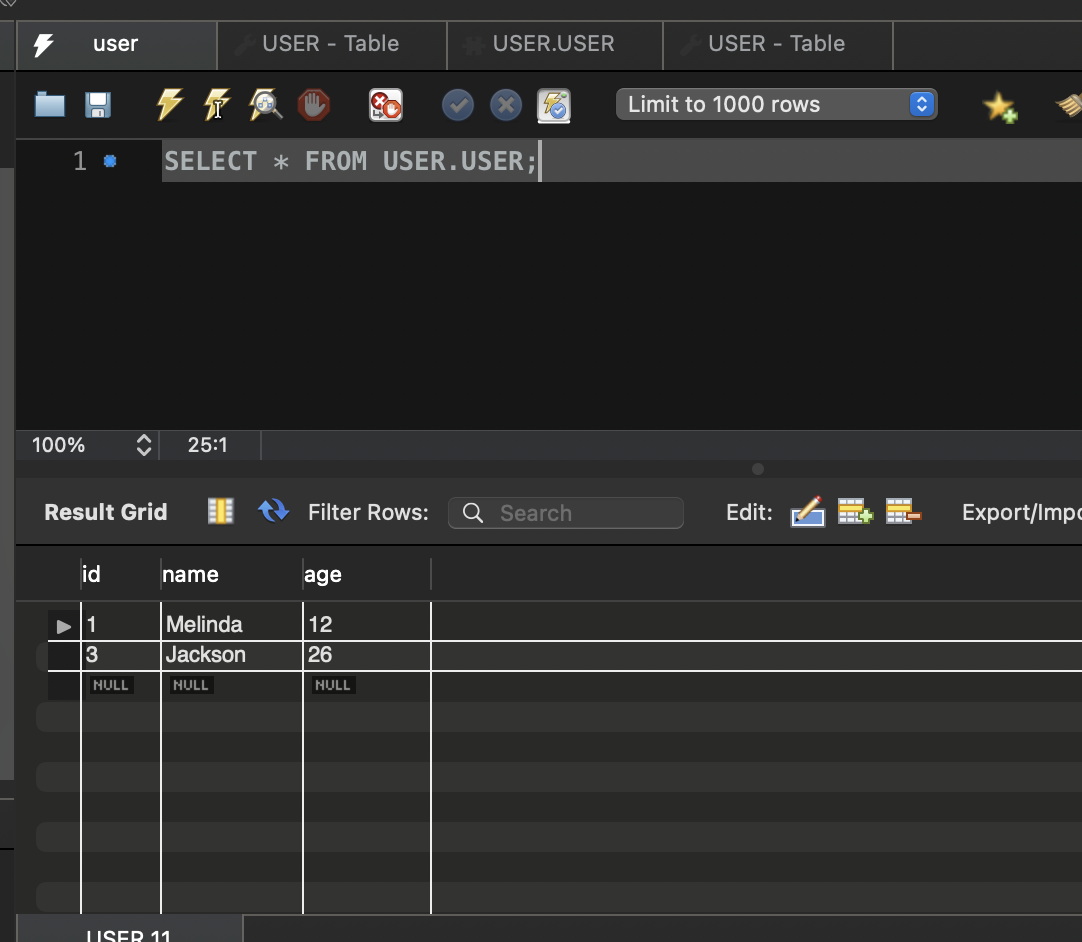 user USER - Table USER.USER USER - Table
Limit to 1000 rows
1 SELECT * FROM USER.USER;
100% 25:1
Result Grid Filter Rows: Search Edit: Export/Impo
id name age
1 Melinda 12
3 Jackson 26
NULL NULL NULL
USER 11